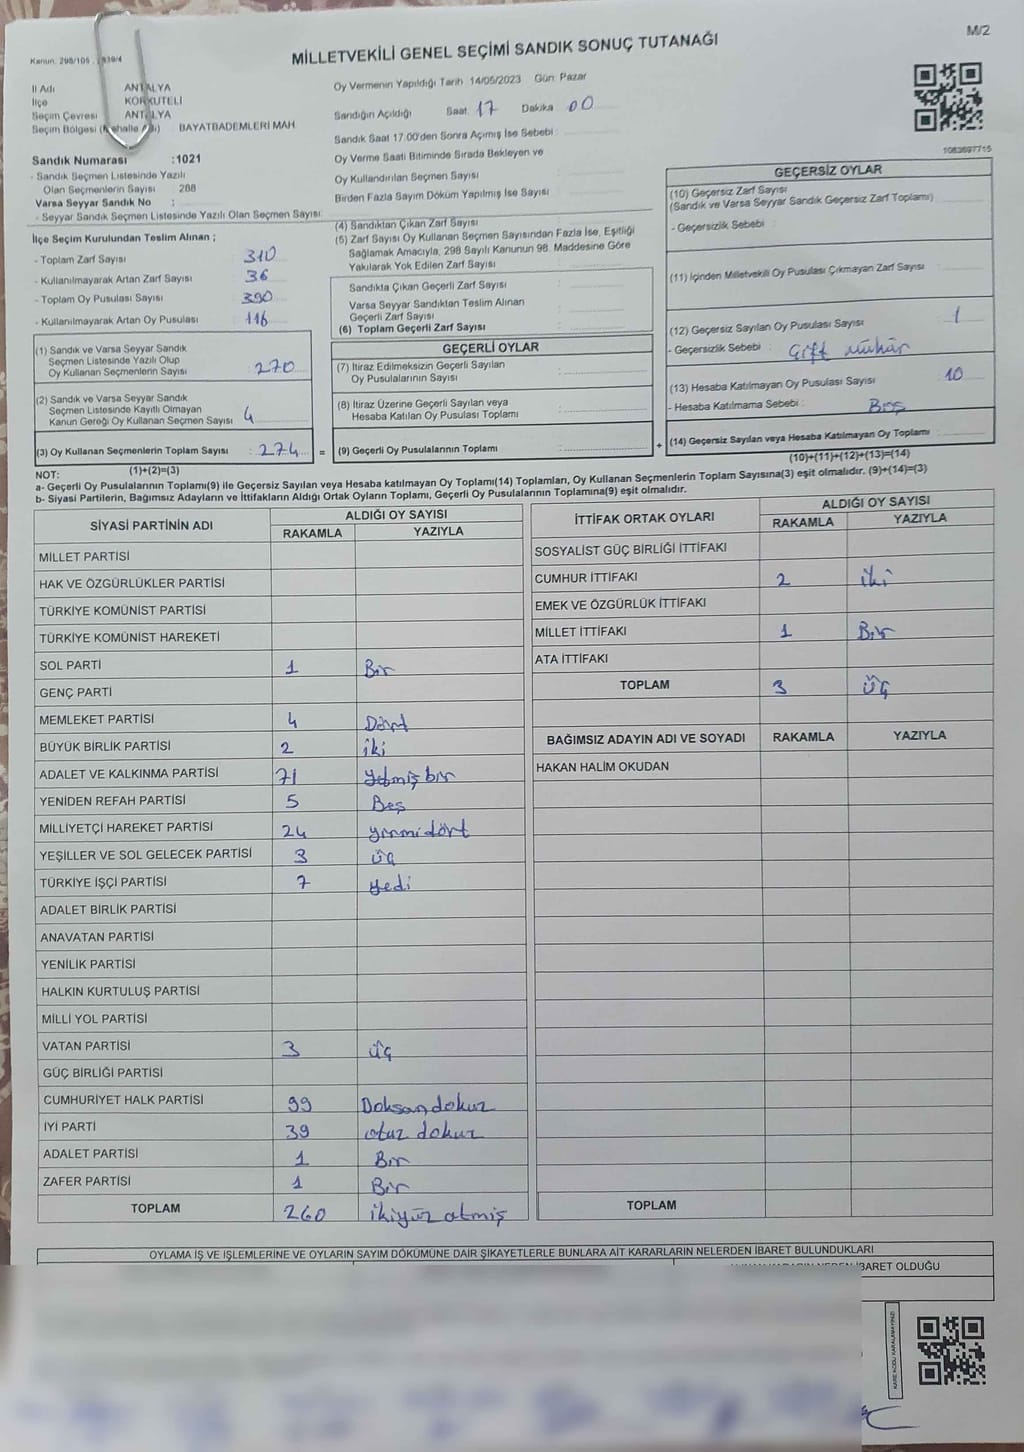 M/2
Kanun: 298/105
MİLLETVEKİLİ GENEL SEÇİMİ SANDIK SONUÇ TUTANAĞI
İl Adı ANTALYA
İlçe KORKUTELİ
Seçim Çevresi ANTALYA
Seçim Bölgesi BAYATBADEMLERİ MAH.
Sandık Numarası :1021
- Sandık Seçmen Listesinde Yazılı
Olan Seçmenlerin Sayısı : 288
Varsa Seyyar Sandık No :
- Seyyar Sandık Seçmen Listesinde Yazılı Olan Seçmen Sayısı:
Oy Vermenin Yapıldığı Tarih 14/05/2023 Gün: Pazar
Sandığın Açıldığı Saat 17 Dakika 00
Sandık Saat 17.00'den Sonra Açımış İse Sebebi :
Oy Verme Saati Bitiminde Sırada Bekleyen ve
Oy Kullandırılan Seçmen Sayısı :
Birden Fazla Sayım Döküm Yapılmış İse Sayısı :
1083697715
İlçe Seçim Kurulundan Teslim Alınan ;
- Toplam Zarf Sayısı : 310
- Kullanılmayarak Artan Zarf Sayısı : 36
- Toplam Oy Pusulası Sayısı : 390
- Kullanılmayarak Artan Oy Pusulası : 116
(1) Sandık ve Varsa Seyyar Sandık
Seçmen Listesinde Yazılı Olup
Oy Kullanan Seçmenlerin Sayısı : 270
(2) Sandık ve Varsa Seyyar Sandık
Seçmen Listesinde Kayıtlı Olmayan
Kanun Gereği Oy Kullanan Seçmen Sayısı : 4
(3) Oy Kullanan Seçmenlerin Toplam Sayısı : 274 =
(1)+(2)=(3)
(4) Sandıktan Çıkan Zarf Sayısı :
(5) Zarf Sayısı Oy Kullanan Seçmen Sayısından Fazla İse, Eşitliği
Sağlamak Amacıyla, 298 Sayılı Kanunun 98. Maddesine Göre
Yakılarak Yok Edilen Zarf Sayısı :
Sandıkta Çıkan Geçerli Zarf Sayısı :
Varsa Seyyar Sandıktan Teslim Alınan
Geçerli Zarf Sayısı :
(6) Toplam Geçerli Zarf Sayısı :
GEÇERLİ OYLAR
(7) İtiraz Edilmeksizin Geçerli Sayılan
Oy Pusulalarının Sayısı :
(8) İtiraz Üzerine Geçerli Sayılan veya
Hesaba Katılan Oy Pusulası Toplamı :
(9) Geçerli Oy Pusulalarının Toplamı : +
GEÇERSİZ OYLAR
(10) Geçersiz Zarf Sayısı
(Sandık ve Varsa Seyyar Sandık Geçersiz Zarf Toplamı) :
- Geçersizlik Sebebi :
(11) İçinden Milletvekili Oy Pusulası Çıkmayan Zarf Sayısı :
(12) Geçersiz Sayılan Oy Pusulası Sayısı : 1
- Geçersizlik Sebebi : Çift mühür
(13) Hesaba Katılmayan Oy Pusulası Sayısı : 10
- Hesaba Katılmama Sebebi : Boş
(14) Geçersiz Sayılan veya Hesaba Katılmayan Oy Toplamı :
(10)+(11)+(12)+(13)=(14)
NOT:
a- Geçerli Oy Pusulalarının Toplamı(9) ile Geçersiz Sayılan veya Hesaba katılmayan Oy Toplamı(14) Toplamları, Oy Kullanan Seçmenlerin Toplam Sayısına(3) eşit olmalıdır. (9)+(14)=(3)
b- Siyasi Partilerin, Bağımsız Adayların ve İttifakların Aldığı Ortak Oyların Toplamı, Geçerli Oy Pusulalarının Toplamına(9) eşit olmalıdır.
SİYASİ PARTİNİN ADI ALDIĞI OY SAYISI
RAKAMLA YAZIYLA
MİLLET PARTİSİ
HAK VE ÖZGÜRLÜKLER PARTİSİ
TÜRKİYE KOMÜNİST PARTİSİ
TÜRKİYE KOMÜNİST HAREKETİ
SOL PARTİ 1 Bir
GENÇ PARTİ
MEMLEKET PARTİSİ 4 Dört
BÜYÜK BİRLİK PARTİSİ 2 iki
ADALET VE KALKINMA PARTİSİ 71 yetmiş bir
YENİDEN REFAH PARTİSİ 5 Beş
MİLLİYETÇİ HAREKET PARTİSİ 24 yirmidört
YEŞİLLER VE SOL GELECEK PARTİSİ 3 üç
TÜRKİYE İŞÇİ PARTİSİ 7 yedi
ADALET BİRLİK PARTİSİ
ANAVATAN PARTİSİ
YENİLİK PARTİSİ
HALKIN KURTULUŞ PARTİSİ
MİLLİ YOL PARTİSİ
VATAN PARTİSİ 3 üç
GÜÇ BİRLİĞİ PARTİSİ
CUMHURİYET HALK PARTİSİ 99 Doksan dokuz
İYİ PARTİ 39 otuz dokuz
ADALET PARTİSİ 1 Bir
ZAFER PARTİSİ 1 Bir
TOPLAM 260 ikiyüz atmiş
İTTİFAK ORTAK OYLARI ALDIĞI OY SAYISI
RAKAMLA YAZIYLA
SOSYALİST GÜÇ BİRLİĞİ İTTİFAKI
CUMHUR İTTİFAKI 2 iki
EMEK VE ÖZGÜRLÜK İTTİFAKI
MİLLET İTTİFAKI 1 Bir
ATA İTTİFAKI
TOPLAM 3 üç
BAĞIMSIZ ADAYIN ADI VE SOYADI RAKAMLA YAZIYLA
HAKAN HALİM OKUDAN
TOPLAM
OYLAMA İŞ VE İŞLEMLERİNE VE OYLARIN SAYIM DÖKÜMÜNE DAİR ŞİKAYETLERLE BUNLARA AİT KARARLARIN NELERDEN İBARET BULUNDUKLARI
İBARET OLDUĞU
KARE KODU KARALAMAYINIZ!